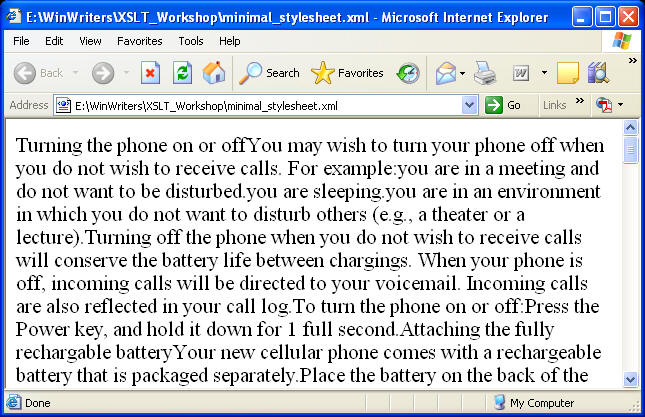 E:\WinWriters\XSLT_Workshop\minimal_stylesheet.xml - Microsoft Internet Explorer
File Edit View Favorites Tools Help
Back Search Favorites
Address E:\WinWriters\XSLT_Workshop\minimal_stylesheet.xml Go Links
Turning the phone on or offYou may wish to turn your phone off when
you do not wish to receive calls. For example:you are in a meeting and
do not want to be disturbed.you are sleeping.you are in an environment
in which you do not want to disturb others (e.g., a theater or a
lecture).Turning off the phone when you do not wish to receive calls
will conserve the battery life between chargings. When your phone is
off, incoming calls will be directed to your voicemail. Incoming calls
are also reflected in your call log.To turn the phone on or off:Press the
Power key, and hold it down for 1 full second.Attaching the fully
rechargable batteryYour new cellular phone comes with a rechargeable
battery that is packaged separately.Place the battery on the back of the
Done My Computer